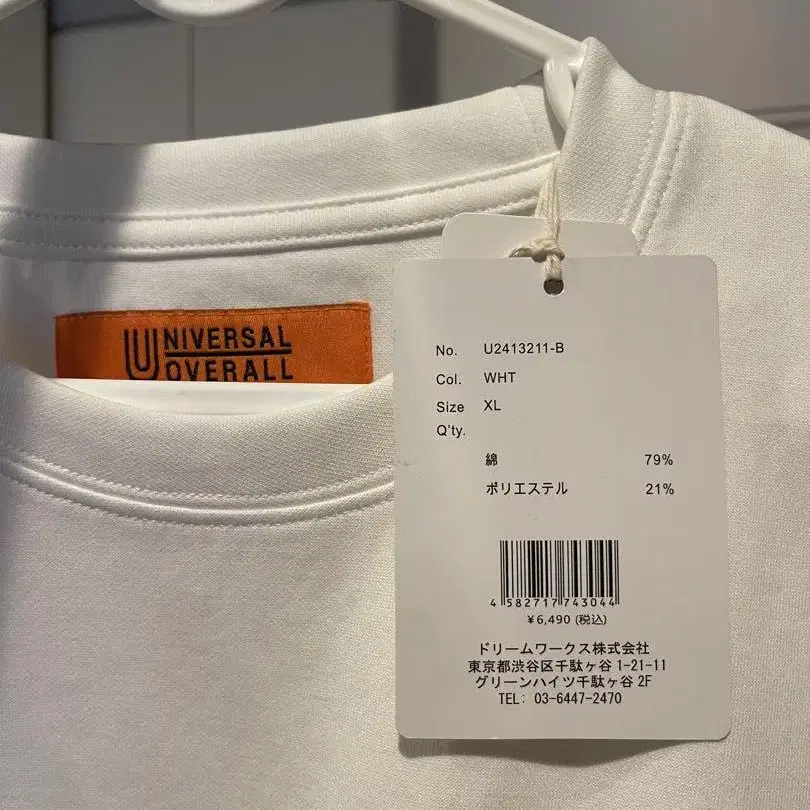 UNIVERSAL
OVERALL
No. U2413211-B
Col. WHT
Size XL
Q'ty.
綿 79%
ポリエステル 21%
4 582717 743044
¥6,490 (税込)
ドリームワークス株式会社
東京都渋谷区千駄ヶ谷 1-21-11
グリーンハイツ千駄ヶ谷 2F
TEL: 03-6447-2470